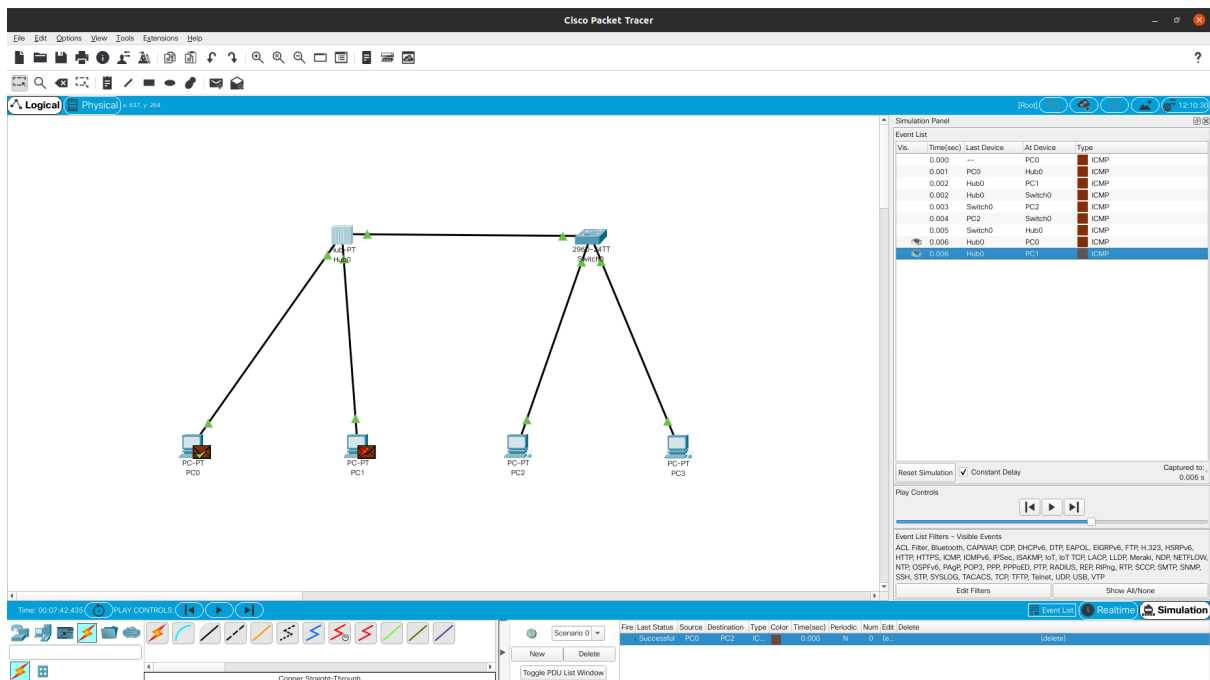 Cisco Packet Tracer
File Edit Options View Tools Extensions Help
?
Logical Physical x: 637, y: 264 [Root] 12:10:30
Simulation Panel
Event List
Vis. Time(sec) Last Device At Device Type
0.000 -- PC0 ICMP
0.001 PC0 Hub0 ICMP
0.002 Hub0 PC1 ICMP
0.002 Hub0 Switch0 ICMP
0.003 Switch0 PC2 ICMP
0.004 PC2 Switch0 ICMP
0.005 Switch0 Hub0 ICMP
0.006 Hub0 PC0 ICMP
0.006 Hub0 PC1 ICMP
Hub-PT
Hub0
2960-24TT
Switch0
PC-PT
PC0
PC-PT
PC1
PC-PT
PC2
PC-PT
PC3
Reset Simulation Constant Delay Captured to:
0.006 s
Play Controls
Event List Filters - Visible Events
ACL Filter, Bluetooth, CAPWAP, CDP, DHCPv6, DTP, EAPOL, EIGRPv6, FTP, H.323, HSRPv6,
HTTP, HTTPS, ICMP, ICMPv6, IPSec, ISAKMP, IoT, IoT TCP, LACP, LLDP, Meraki, NDP, NETFLOW,
NTP, OSPFv6, PAgP, POP3, PPP, PPPoED, PTP, RADIUS, REP, RIPng, RTP, SCCP, SMTP, SNMP,
SSH, STP, SYSLOG, TACACS, TCP, TFTP, Telnet, UDP, USB, VTP
Edit Filters Show All/None
Time: 00:07:42.435 PLAY CONTROLS: Event List Realtime Simulation
Scenario 0
New Delete
Toggle PDU List Window
Fire Last Status Source Destination Type Color Time(sec) Periodic Num Edit Delete
Successful PC0 PC2 IC... 0.000 N 0 (e... (delete)
Copper Straight-Through